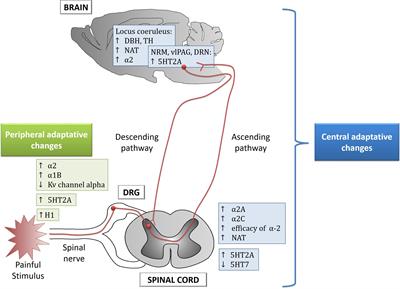 BRAIN
Locus coeruleus:
↑ DBH, TH
↑ NAT
↑ α2
NRM, vlPAG, DRN:
↑ 5HT2A
Peripheral adaptative
changes
Descending
pathway
Ascending
pathway
Central adaptative
changes
↑ α2
↑ α1B
↓ Kv channel alpha
↑ 5HT2A
↑H1
DRG
↑ α2A
↑ α2C
↑ efficacy of α-2
↑ NAT
↑ 5HT2A
↓ 5HT7
Painful
Stimulus
Spinal
nerve
SPINAL CORD